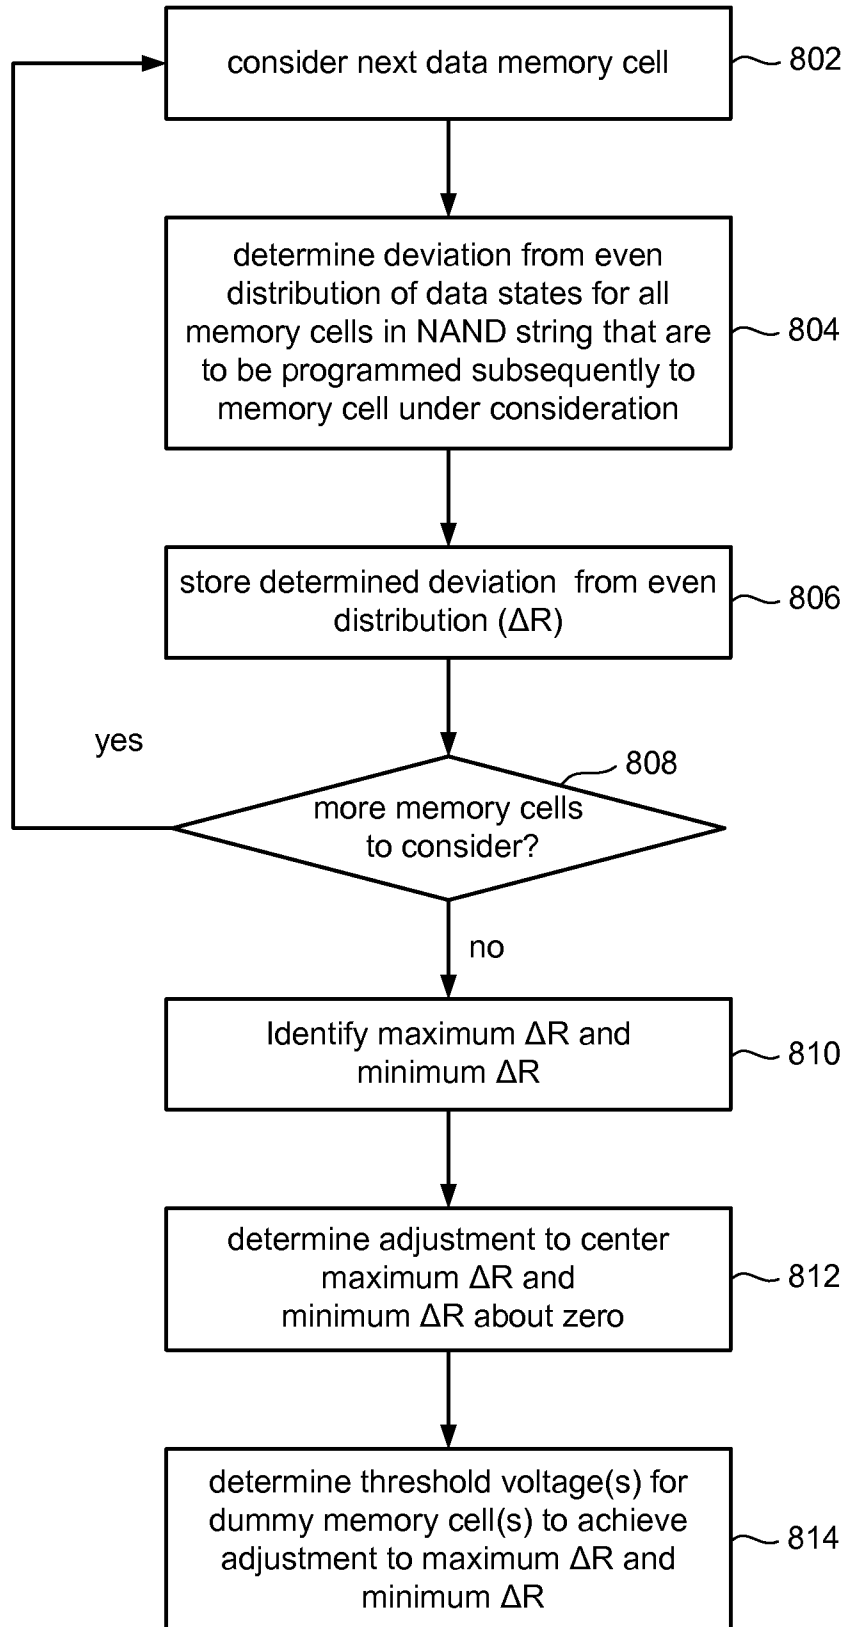 consider next data memory cell
802
determine deviation from even
distribution of data states for all
memory cells in NAND string that are
to be programmed subsequently to
memory cell under consideration
804
store determined deviation from even
distribution (ΔR)
806
yes
808
more memory cells
to consider?
no
Identify maximum ΔR and
minimum ΔR
810
determine adjustment to center
maximum ΔR and
minimum ΔR about zero
812
determine threshold voltage(s) for
dummy memory cell(s) to achieve
adjustment to maximum ΔR and
minimum ΔR
814